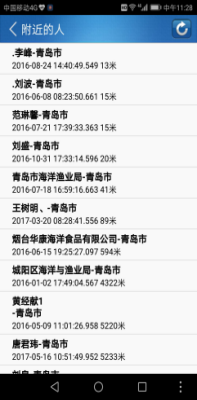 中国移动4G 中午11:28
附近的人
.李峰-青岛市
2016-08-24 14:40:49.549 13米
.刘波-青岛市
2016-06-08 08:23:50.661 15米
范琳馨-青岛市
2016-07-21 17:39:33.363 15米
刘盛-青岛市
2016-10-31 17:33:14.596 20米
青岛市海洋渔业局-青岛市
2016-07-18 16:59:16.663 41米
王树明、-青岛市
2017-03-20 08:28:41.556 89米
烟台华康海洋食品有限公司-青岛市
2016-06-15 19:25:27.097 594米
城阳区海洋与渔业局-青岛市
2016-01-02 17:49:04.567 4322米
黄经献1
-青岛市
2016-05-09 11:01:26.958 5220米
唐君玮-青岛市
2017-05-16 10:51:49.952 5233米